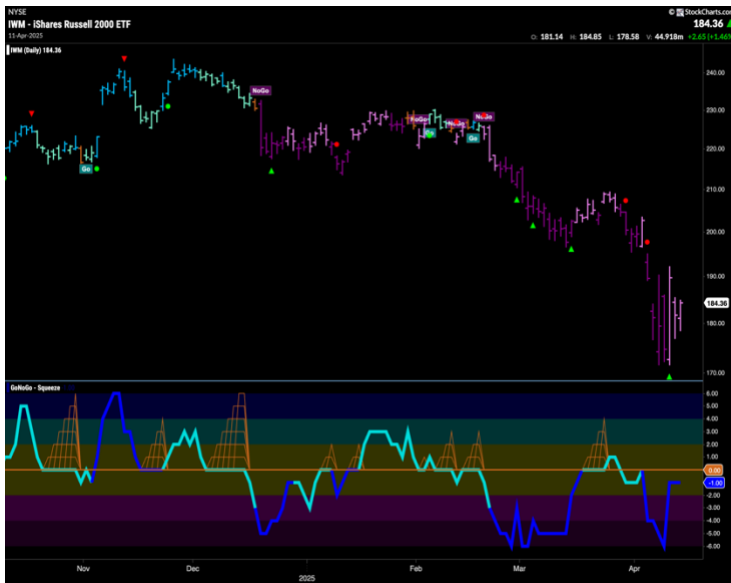 NYSE
© StockCharts.com
IWM - iShares Russell 2000 ETF
184.36
11-Apr-2025
O: 181.14 H: 184.85 L: 178.58 V: 44.918m +2.65 (+1.46%
IWM (Daily) 184.36
240.00
NoGo
230.00
NoGo
NoGo
NoGo
Go
Go
220.00
Go
210.00
200.00
190.00
184.36
180.00
170.00
GoNoGo - Squeeze
6.00
5.00
4.00
3.00
2.00
1.00
0.00
-1.00
-2.00
-3.00
-4.00
-5.00
-6.00
Nov Dec 2025 Feb Mar Apr